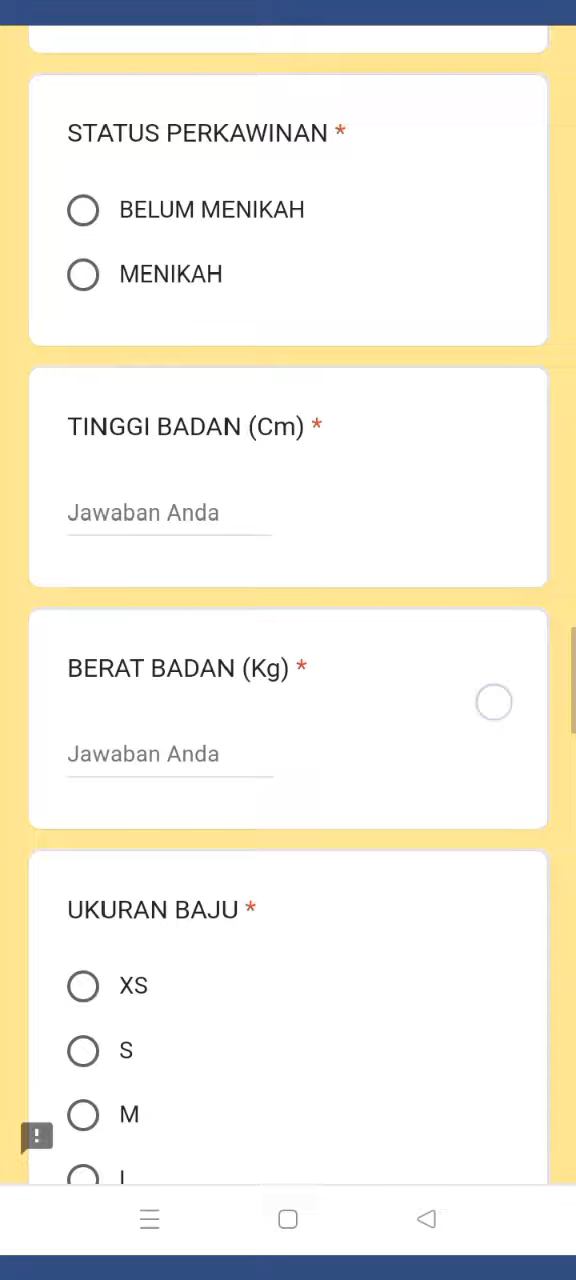 STATUS PERKAWINAN *
BELUM MENIKAH
MENIKAH
TINGGI BADAN (Cm) *
Jawaban Anda
BERAT BADAN (Kg) *
Jawaban Anda
UKURAN BAJU *
XS
S
M